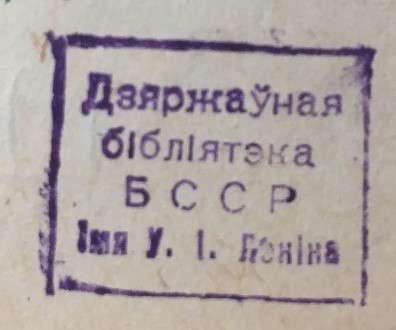 Дзяржаўная
бібліятэка
БССР
імя У. І. Леніна